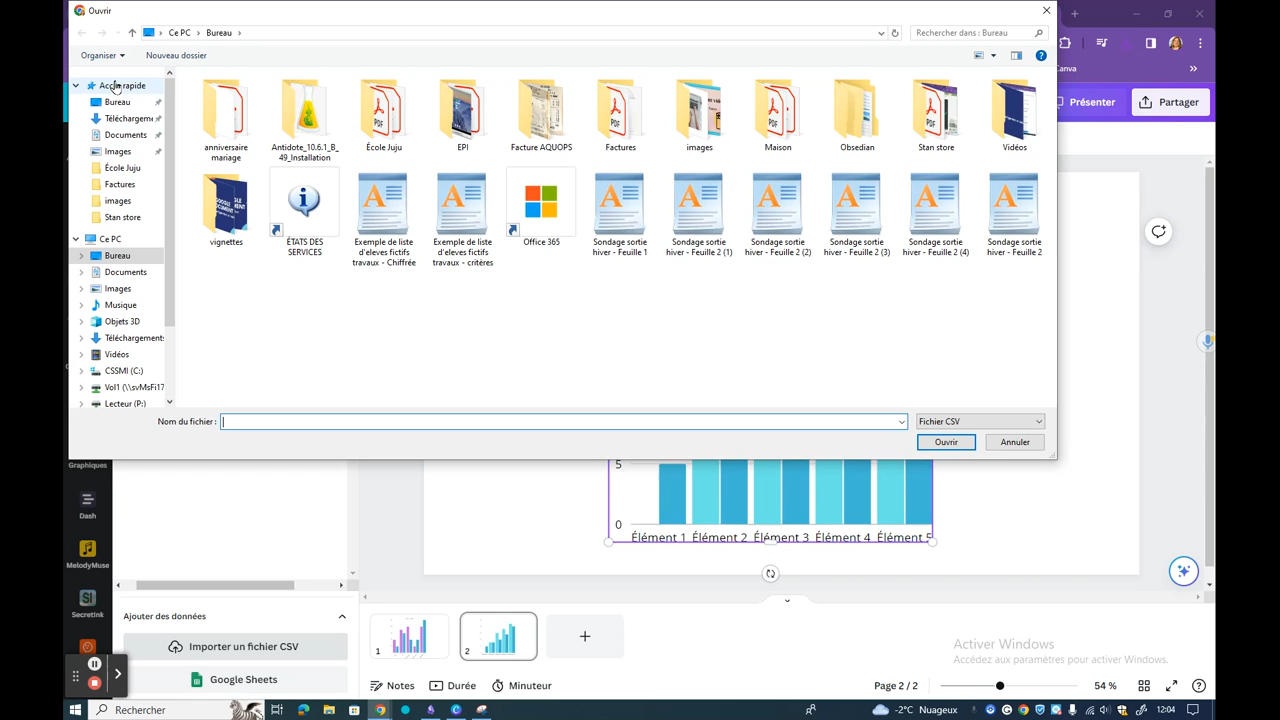 Ouvrir
Ce PC > Bureau >
Rechercher dans : Bureau
Organiser
Nouveau dossier
Accès rapide
Bureau
Téléchargeme
Documents
Images
École Juju
Factures
images
Stan store
Ce PC
Bureau
Documents
Images
Musique
Objets 3D
Téléchargements
Vidéos
CSSMI (C:)
Vol1 (\\svMsFi17
Lecteur (P:)
anniversaire
mariage
Antidote_10.6.1_B_
49_Installation
École Juju
EPI
Facture AQUOPS
Factures
images
Maison
Obsedian
Stan store
Vidéos
vignettes
ÉTATS DES
SERVICES
Exemple de liste
d'eleves fictifs
travaux - Chiffrée
Exemple de liste
d'eleves fictifs
travaux - critères
Office 365
Sondage sortie
hiver - Feuille 1
Sondage sortie
hiver - Feuille 2 (1)
Sondage sortie
hiver - Feuille 2 (2)
Sondage sortie
hiver - Feuille 2 (3)
Sondage sortie
hiver - Feuille 2 (4)
Sondage sortie
hiver - Feuille 2
Nom du fichier :
Fichier CSV
Ouvrir
Annuler
anva
Présenter
Partager
Graphiques
Dash
MelodyMuse
SecretInk
5
0
Élément 1 Élément 2 Élément 3 Élément 4 Élément 5
Ajouter des données
Importer un fichier CSV
Google Sheets
1
2
Activer Windows
Accédez aux paramètres pour activer Windows.
Notes
Durée
Minuteur
Page 2 / 2
54 %
Rechercher
-2°C Nuageux
12:04